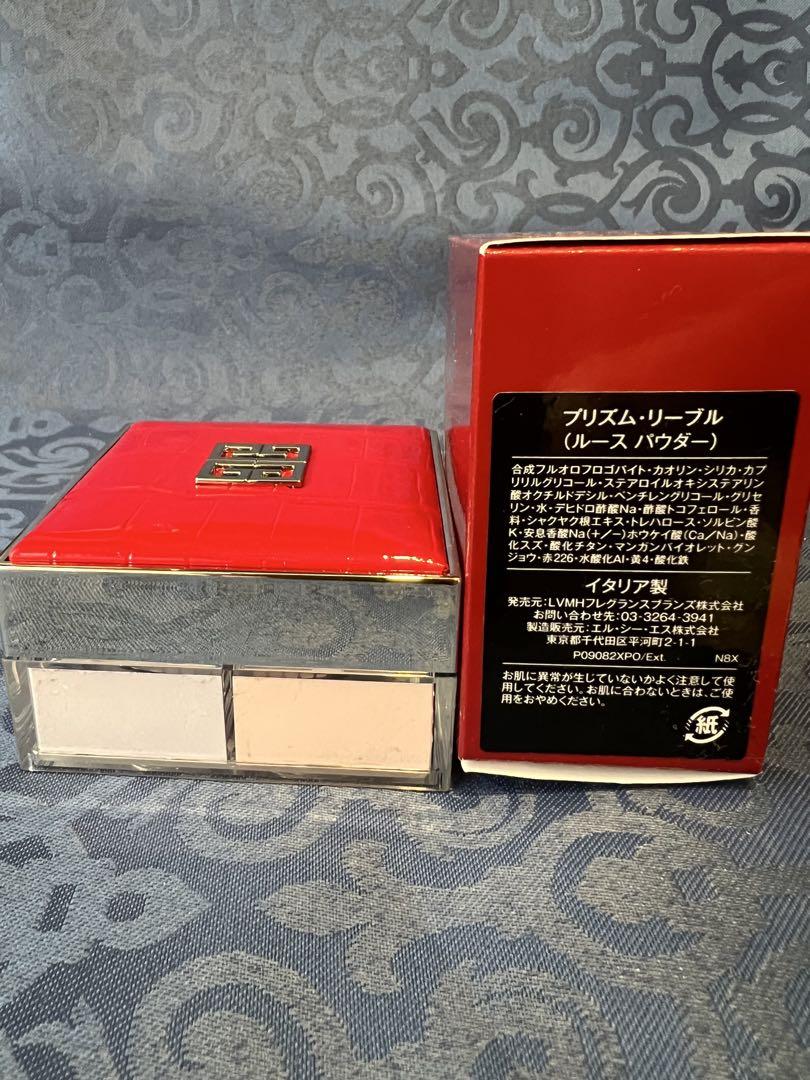 プリズム・リーブル
(ルース パウダー)
合成フルオロフロゴパイト・カオリン・シリカ・カプ
リリルグリコール・ステアロイルオキシステアリン
酸オクチルドデシル・ペンチレングリコール・グリセ
リン・水・デヒドロ酢酸Na・酢酸トコフェロール・香
料・シャクヤク根エキス・トレハロース・ソルビン酸
K・安息香酸Na(+/−)ホウケイ酸(Ca/Na)・酸
化スズ・酸化チタン・マンガンバイオレット・グン
ジョウ・赤226・水酸化Al・黄4・酸化鉄
イタリア製
発売元:LVMHフレグランスブランズ株式会社
お問い合わせ先:03-3264-3941
製造販売元:エル・シー・エス株式会社
東京都千代田区平河町2-1-1
P09082XPO/Ext. N8X
お肌に異常が生じていないかよく注意して使
用してください。お肌に合わないときは、ご使
用をおやめください。
紙